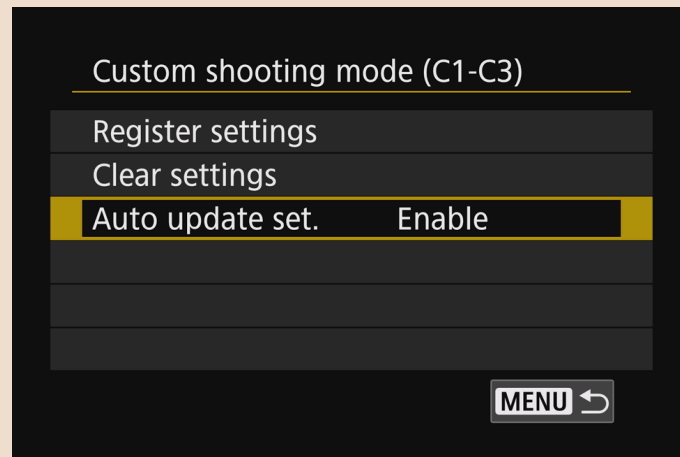 Custom shooting mode (C1-C3)
Register settings
Clear settings
Auto update set. Enable
MENU